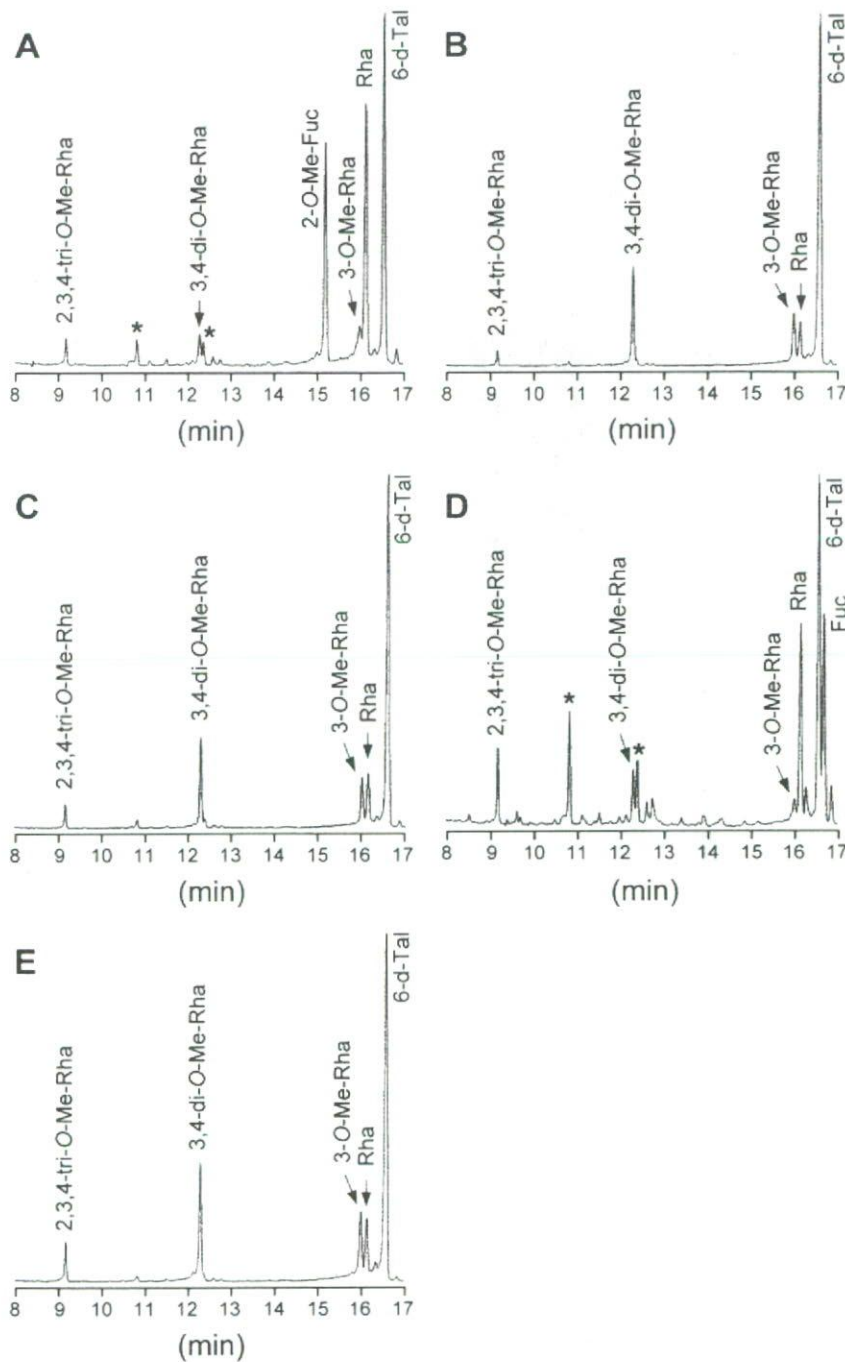 A
2,3,4-tri-O-Me-Rha
*
3,4-di-O-Me-Rha
*
2-O-Me-Fuc
3-O-Me-Rha
Rha
6-d-Tal
8 9 10 11 12 13 14 15 16 17
(min)
B
2,3,4-tri-O-Me-Rha
3,4-di-O-Me-Rha
3-O-Me-Rha
Rha
6-d-Tal
8 9 10 11 12 13 14 15 16 17
(min)
C
2,3,4-tri-O-Me-Rha
3,4-di-O-Me-Rha
3-O-Me-Rha
Rha
6-d-Tal
8 9 10 11 12 13 14 15 16 17
(min)
D
2,3,4-tri-O-Me-Rha
*
3,4-di-O-Me-Rha
*
3-O-Me-Rha
Rha
6-d-Tal
Fuc
8 9 10 11 12 13 14 15 16 17
(min)
E
2,3,4-tri-O-Me-Rha
3,4-di-O-Me-Rha
3-O-Me-Rha
Rha
6-d-Tal
8 9 10 11 12 13 14 15 16 17
(min)